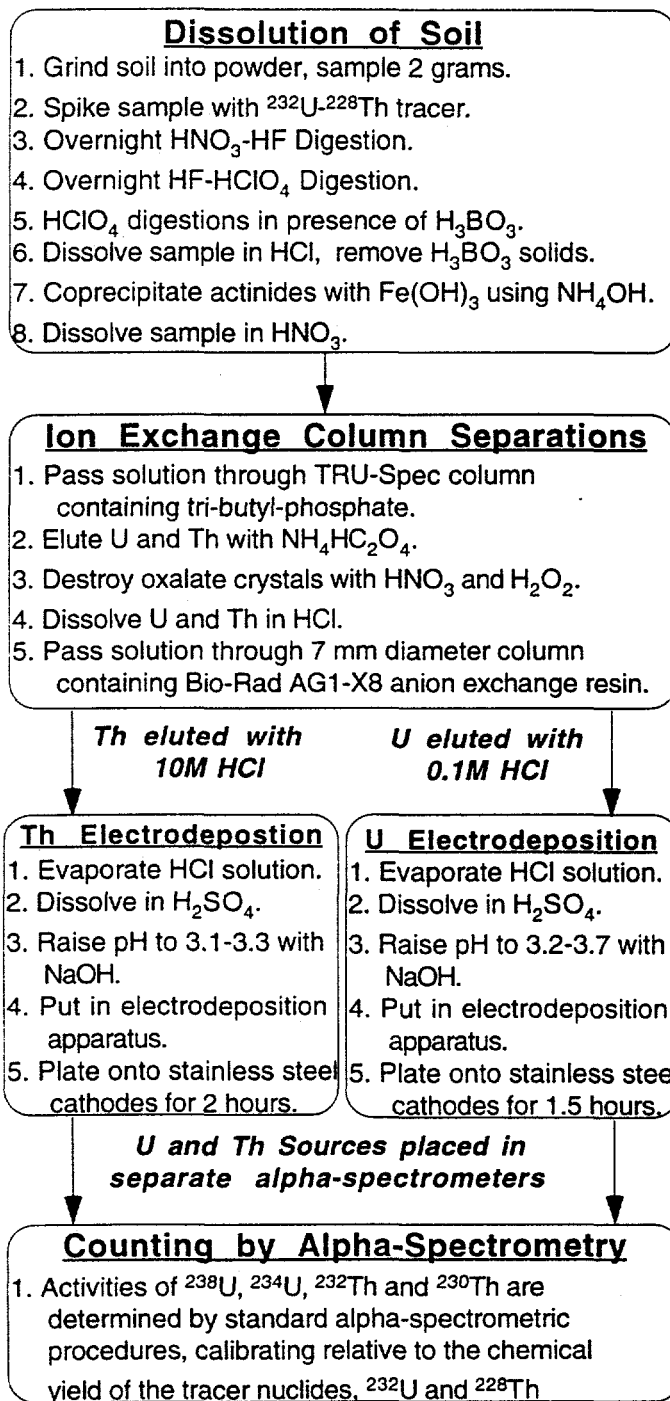 Dissolution of Soil
1. Grind soil into powder, sample 2 grams.
2. Spike sample with ²³²U-²²⁸Th tracer.
3. Overnight HNO₃-HF Digestion.
4. Overnight HF-HClO₄ Digestion.
5. HClO₄ digestions in presence of H₃BO₃.
6. Dissolve sample in HCl, remove H₃BO₃ solids.
7. Coprecipitate actinides with Fe(OH)₃ using NH₄OH.
8. Dissolve sample in HNO₃.
Ion Exchange Column Separations
1. Pass solution through TRU-Spec column
containing tri-butyl-phosphate.
2. Elute U and Th with NH₄HC₂O₄.
3. Destroy oxalate crystals with HNO₃ and H₂O₂.
4. Dissolve U and Th in HCl.
5. Pass solution through 7 mm diameter column
containing Bio-Rad AG1-X8 anion exchange resin.
Th eluted with
10M HCl
U eluted with
0.1M HCl
Th Electrodepostion
1. Evaporate HCl solution.
2. Dissolve in H₂SO₄.
3. Raise pH to 3.1-3.3 with
NaOH.
4. Put in electrodeposition
apparatus.
5. Plate onto stainless steel
cathodes for 2 hours.
U Electrodeposition
1. Evaporate HCl solution.
2. Dissolve in H₂SO₄.
3. Raise pH to 3.2-3.7 with
NaOH.
4. Put in electrodeposition
apparatus.
5. Plate onto stainless stee
cathodes for 1.5 hours.
U and Th Sources placed in
separate alpha-spectrometers
Counting by Alpha-Spectrometry
1. Activities of ²³⁸U, ²³⁴U, ²³²Th and ²³⁰Th are
determined by standard alpha-spectrometric
procedures, calibrating relative to the chemical
yield of the tracer nuclides, ²³²U and ²²⁸Th